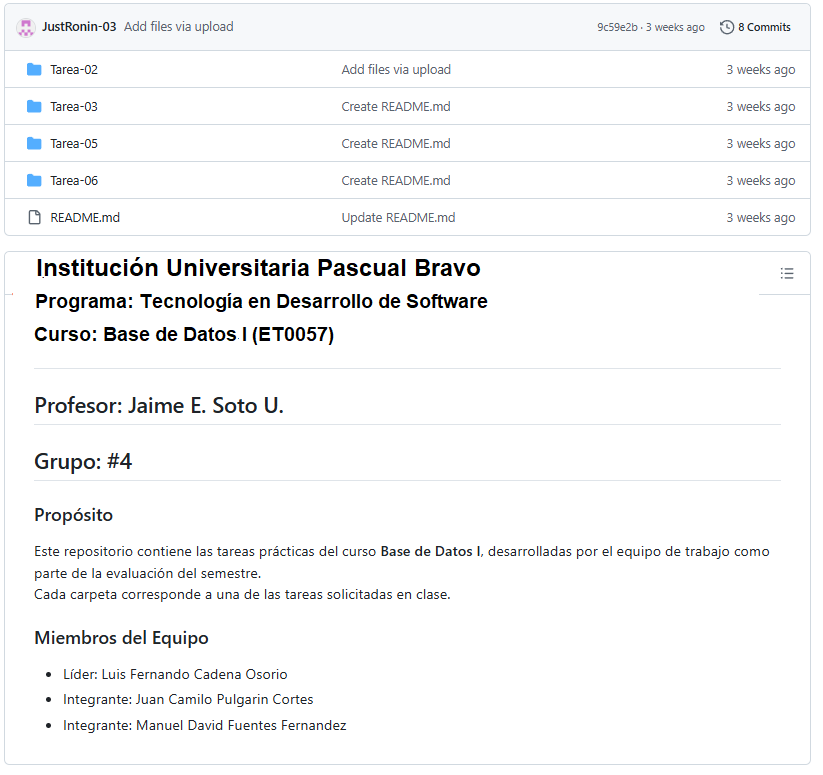 JustRonin-03 Add files via upload 9c59e2b · 3 weeks ago 8 Commits
Tarea-02 Add files via upload 3 weeks ago
Tarea-03 Create README.md 3 weeks ago
Tarea-05 Create README.md 3 weeks ago
Tarea-06 Create README.md 3 weeks ago
README.md Update README.md 3 weeks ago
Institución Universitaria Pascual Bravo
Programa: Tecnología en Desarrollo de Software
Curso: Base de Datos I (ET0057)
Profesor: Jaime E. Soto U.
Grupo: #4
Propósito
Este repositorio contiene las tareas prácticas del curso Base de Datos I, desarrolladas por el equipo de trabajo como
parte de la evaluación del semestre.
Cada carpeta corresponde a una de las tareas solicitadas en clase.
Miembros del Equipo
• Líder: Luis Fernando Cadena Osorio
• Integrante: Juan Camilo Pulgarin Cortes
• Integrante: Manuel David Fuentes Fernandez